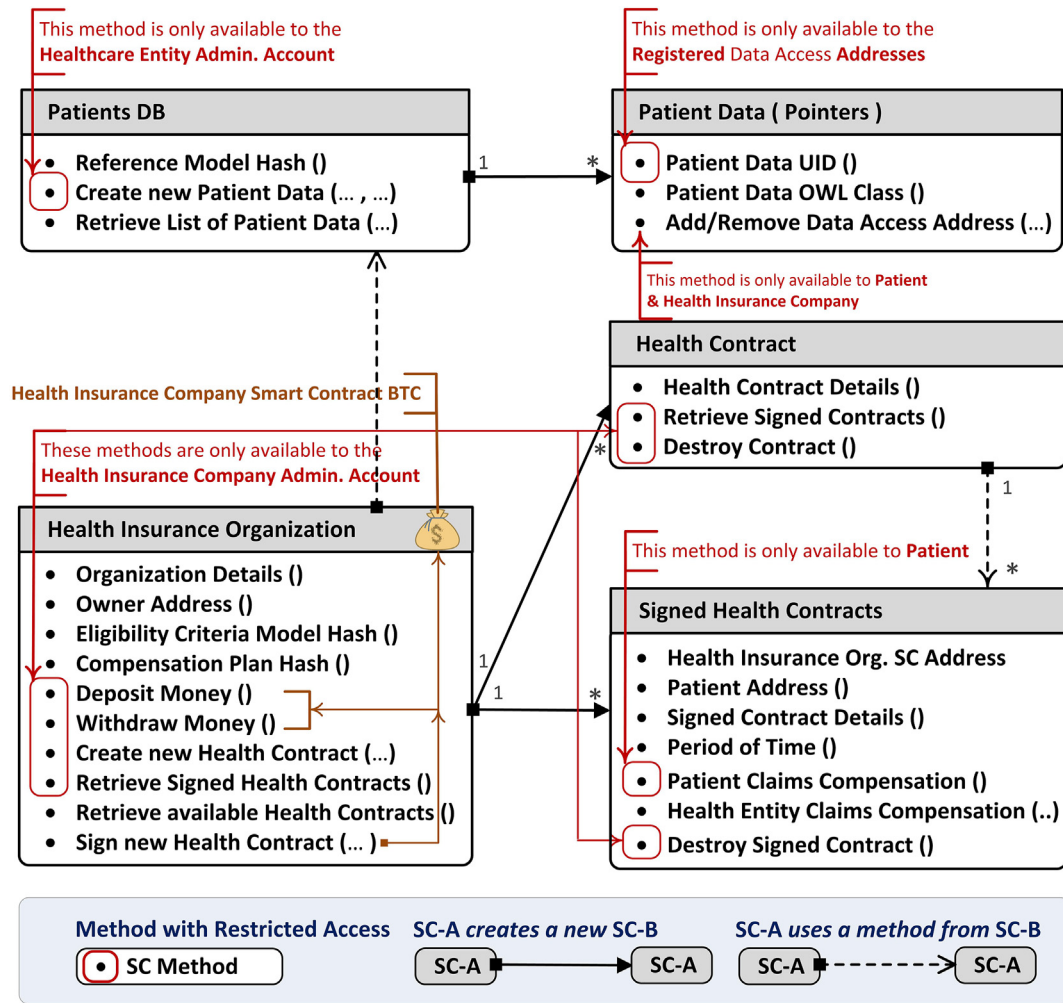 This method is only available to the
Healthcare Entity Admin. Account
This method is only available to the
Registered Data Access Addresses
Patients DB
• Reference Model Hash ()
• Create new Patient Data (... , ...)
• Retrieve List of Patient Data (...)
1
*
Patient Data ( Pointers )
• Patient Data UID ()
• Patient Data OWL Class ()
• Add/Remove Data Access Address (...)
This method is only available to Patient
& Health Insurance Company
Health Contract
• Health Contract Details ()
• Retrieve Signed Contracts ()
• Destroy Contract ()
Health Insurance Company Smart Contract BTC
These methods are only available to the
Health Insurance Company Admin. Account
*
1
*
Health Insurance Organization
$
• Organization Details ()
• Owner Address ()
• Eligibility Criteria Model Hash ()
• Compensation Plan Hash ()
• Deposit Money ()
• Withdraw Money ()
• Create new Health Contract (...)
• Retrieve Signed Health Contracts ()
• Retrieve available Health Contracts ()
• Sign new Health Contract (... )
1
1
*
This method is only available to Patient
Signed Health Contracts
• Health Insurance Org. SC Address
• Patient Address ()
• Signed Contract Details ()
• Period of Time ()
• Patient Claims Compensation ()
• Health Entity Claims Compensation (..)
• Destroy Signed Contract ()
Method with Restricted Access
• SC Method
SC-A creates a new SC-B
SC-A
SC-A
SC-A uses a method from SC-B
SC-A
SC-A